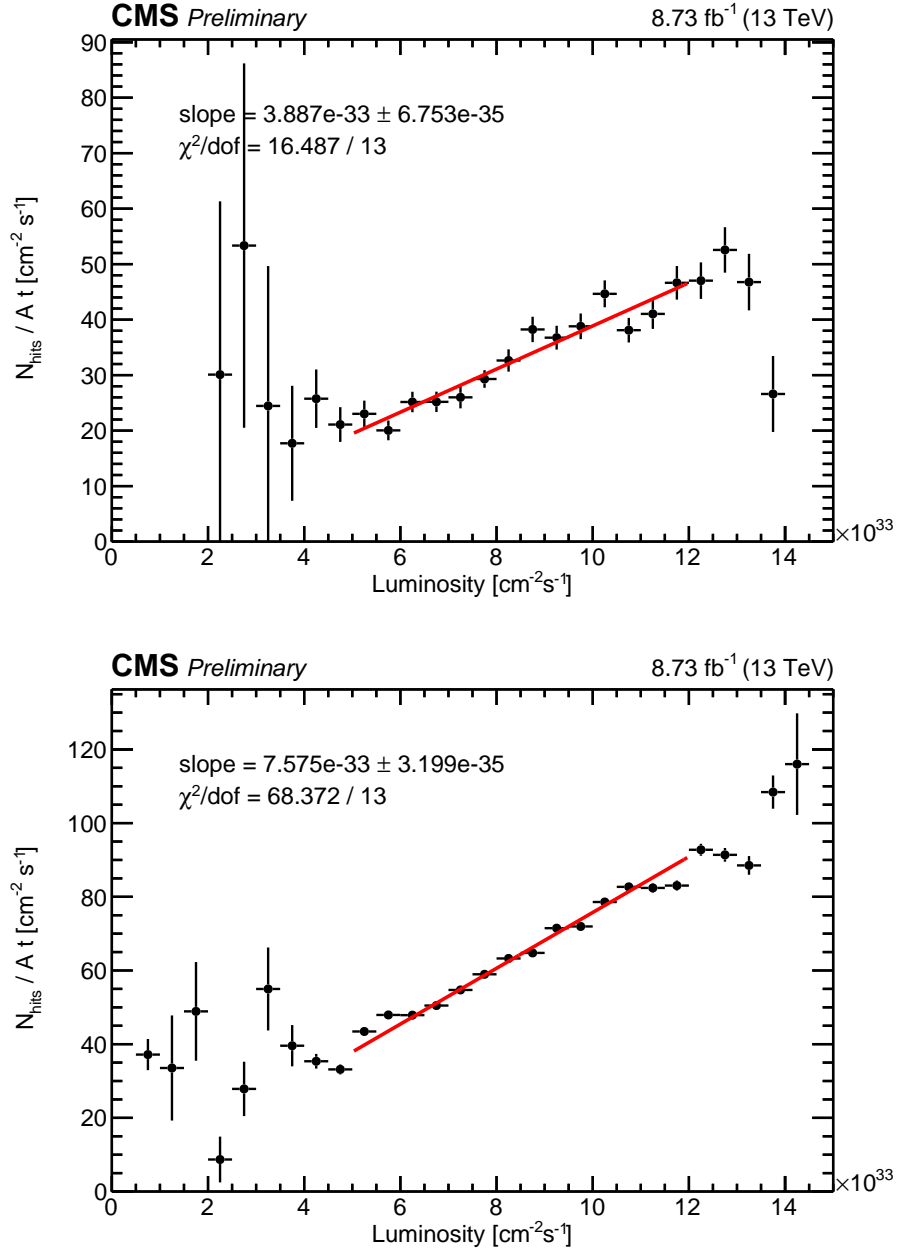 CMS Preliminary 8.73 fb⁻¹ (13 TeV)
90
slope = 3.887e-33 ± 6.753e-35
80
χ²/dof = 16.487 / 13
70
60
50
40
30
20
10
0
N_hits / A t [cm⁻² s⁻¹]
0 2 4 6 8 10 12 14
×10³³
Luminosity [cm⁻²s⁻¹]
CMS Preliminary 8.73 fb⁻¹ (13 TeV)
slope = 7.575e-33 ± 3.199e-35
χ²/dof = 68.372 / 13
120
100
80
60
40
20
0
N_hits / A t [cm⁻² s⁻¹]
0 2 4 6 8 10 12 14
×10³³
Luminosity [cm⁻²s⁻¹]